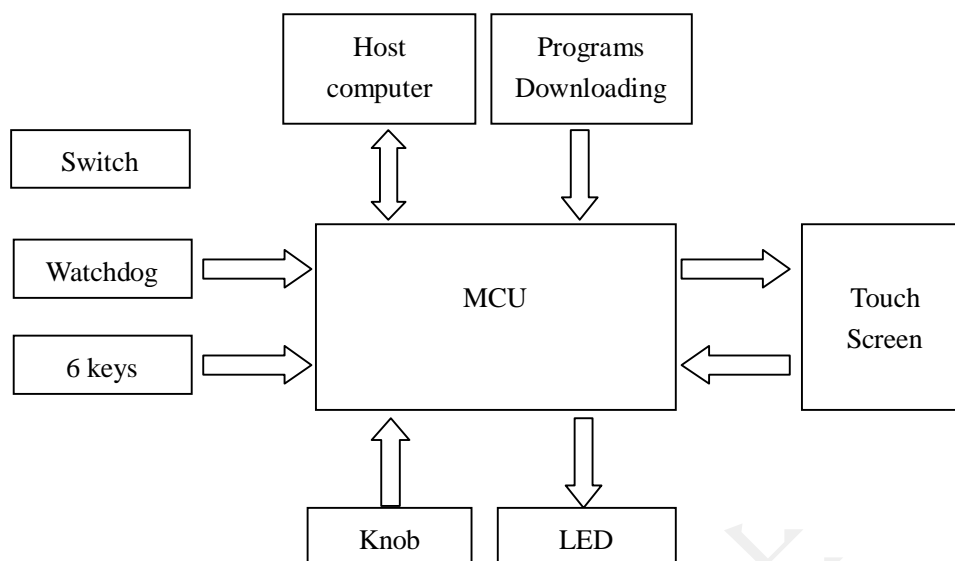 Host
computer
Programs
Downloading
Switch
Watchdog
6 keys
MCU
Touch
Screen
Knob
LED